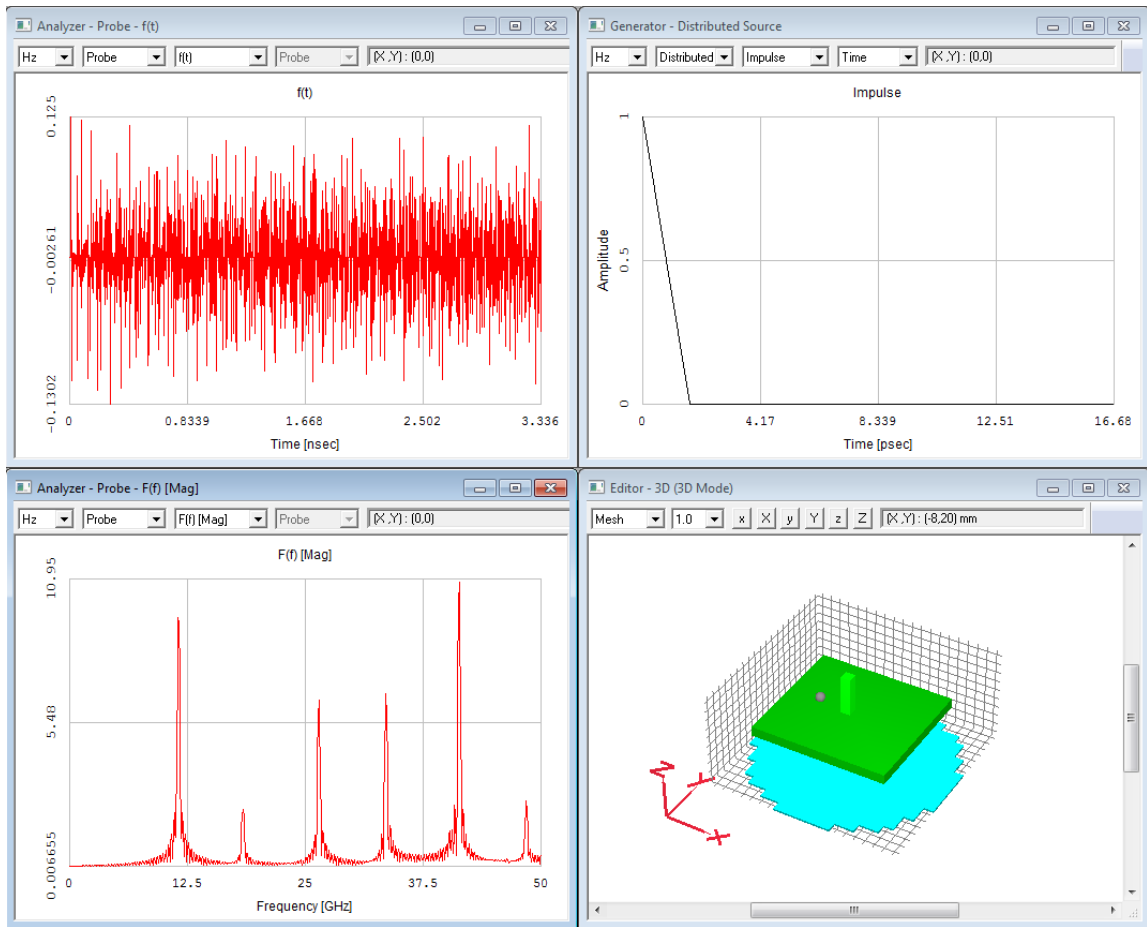 Analyzer - Probe - f(t)
Hz Probe f(t) Probe (X,Y) : (0,0)
f(t)
0.125
-0.00261
-0.1302
0 0.8339 1.668 2.502 3.336
Time [nsec]
Generator - Distributed Source
Hz Distributed Impulse Time (X,Y) : (0,0)
Impulse
1
0.5
0
Amplitude
0 4.17 8.339 12.51 16.68
Time [psec]
Analyzer - Probe - F(f) [Mag]
Hz Probe F(f) [Mag] Probe (X,Y) : (0,0)
F(f) [Mag]
10.95
5.48
0.00655
0 12.5 25 37.5 50
Frequency [GHz]
Editor - 3D (3D Mode)
Mesh 1.0 x X y Y z Z (X,Y) : (-8,20) mm
Z Y X